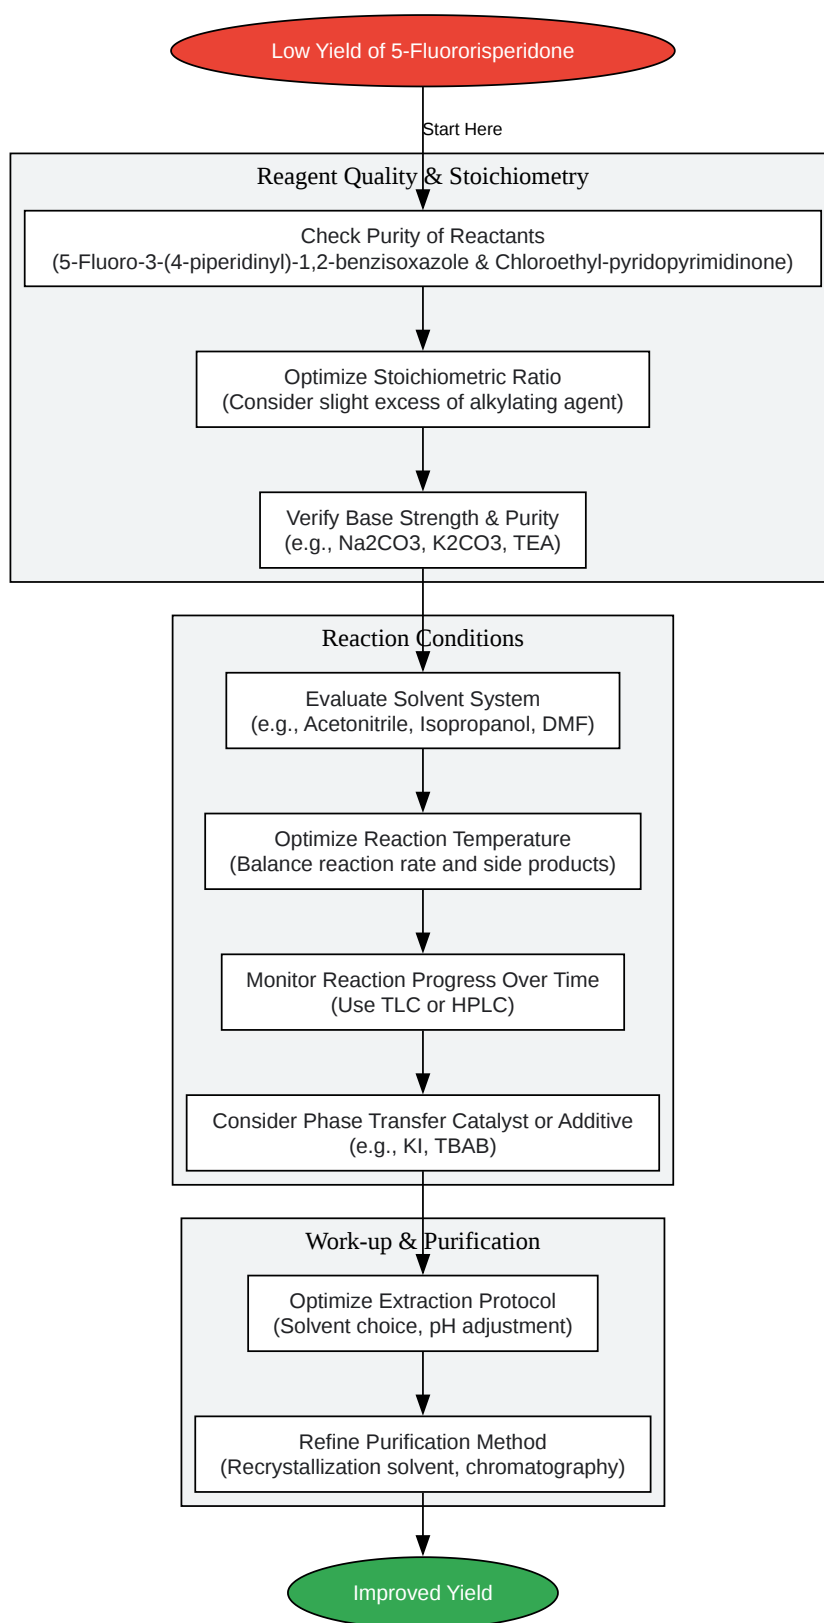 Low Yield of 5-Fluororisperidone
Start Here
Reagent Quality & Stoichiometry
Check Purity of Reactants
(5-Fluoro-3-(4-piperidinyl)-1,2-benzisoxazole & Chloroethyl-pyridopyrimidinone)
Optimize Stoichiometric Ratio
(Consider slight excess of alkylating agent)
Verify Base Strength & Purity
(e.g., Na2CO3, K2CO3, TEA)
Reaction Conditions
Evaluate Solvent System
(e.g., Acetonitrile, Isopropanol, DMF)
Optimize Reaction Temperature
(Balance reaction rate and side products)
Monitor Reaction Progress Over Time
(Use TLC or HPLC)
Consider Phase Transfer Catalyst or Additive
(e.g., KI, TBAB)
Work-up & Purification
Optimize Extraction Protocol
(Solvent choice, pH adjustment)
Refine Purification Method
(Recrystallization solvent, chromatography)
Improved Yield